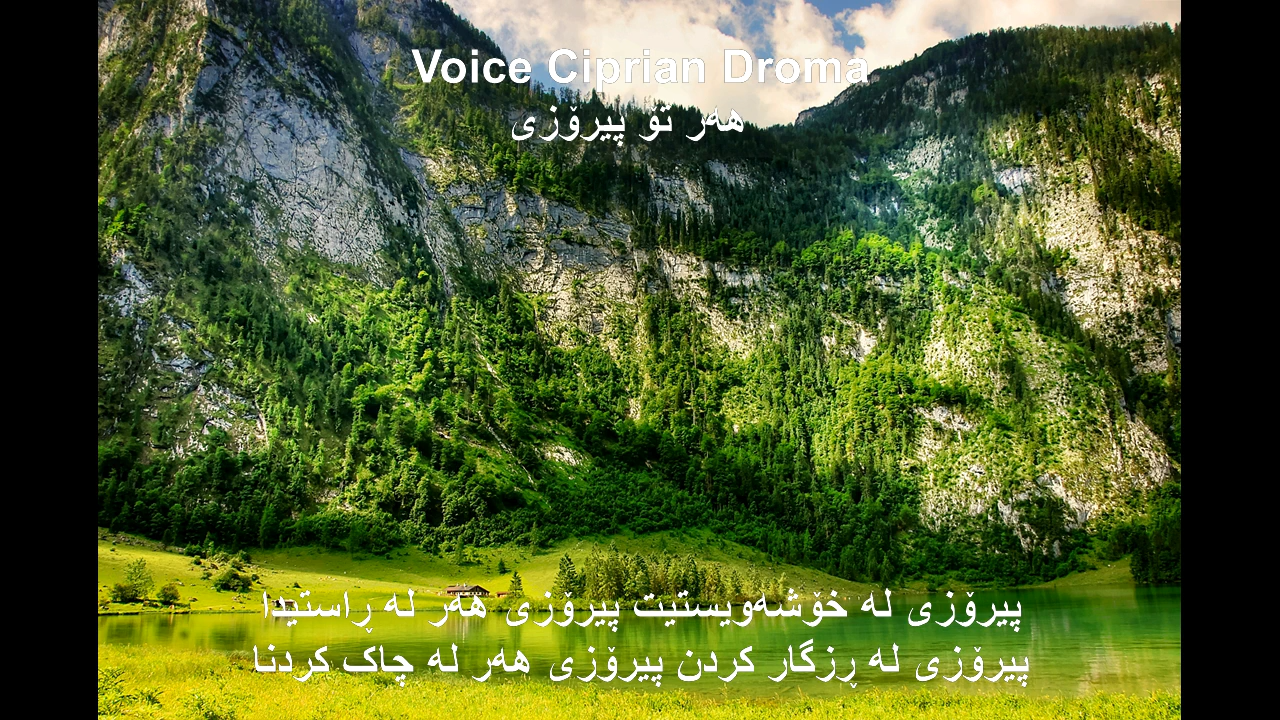 Voice Ciprian Droma
هەر تۆ پیرۆزی
پیرۆزی لە خۆشەویستیت پیرۆزی هەر لە ڕاستیدا
پیرۆزی لە ڕزگار کردن پیرۆزی هەر لە چاک کردنا